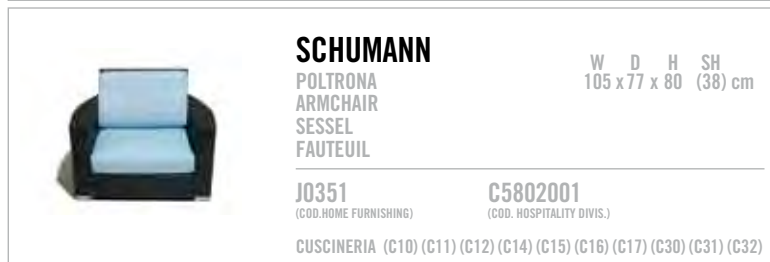 SCHUMANN
POLTRONA
ARMCHAIR
SESSEL
FAUTEUIL
W D H SH
105 x 77 x 80 (38) cm
J0351
(COD.HOME FURNISHING)
C5802001
(COD. HOSPITALITY DIVIS.)
CUSCINERIA (C10) (C11) (C12) (C14) (C15) (C16) (C17) (C30) (C31) (C32)